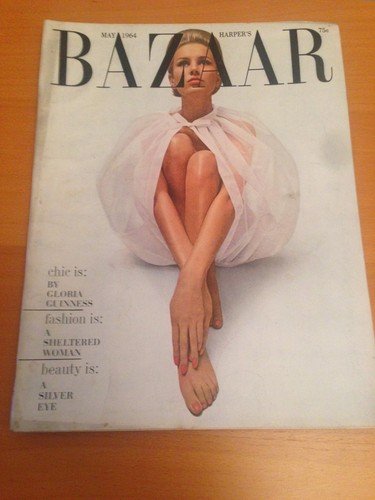 MAY, 1964 HARPER'S 75¢
BAZAAR
chic is:
BY
GLORIA
GUINNESS
fashion is:
A
SHELTERED
WOMAN
beauty is:
A
SILVER
EYE